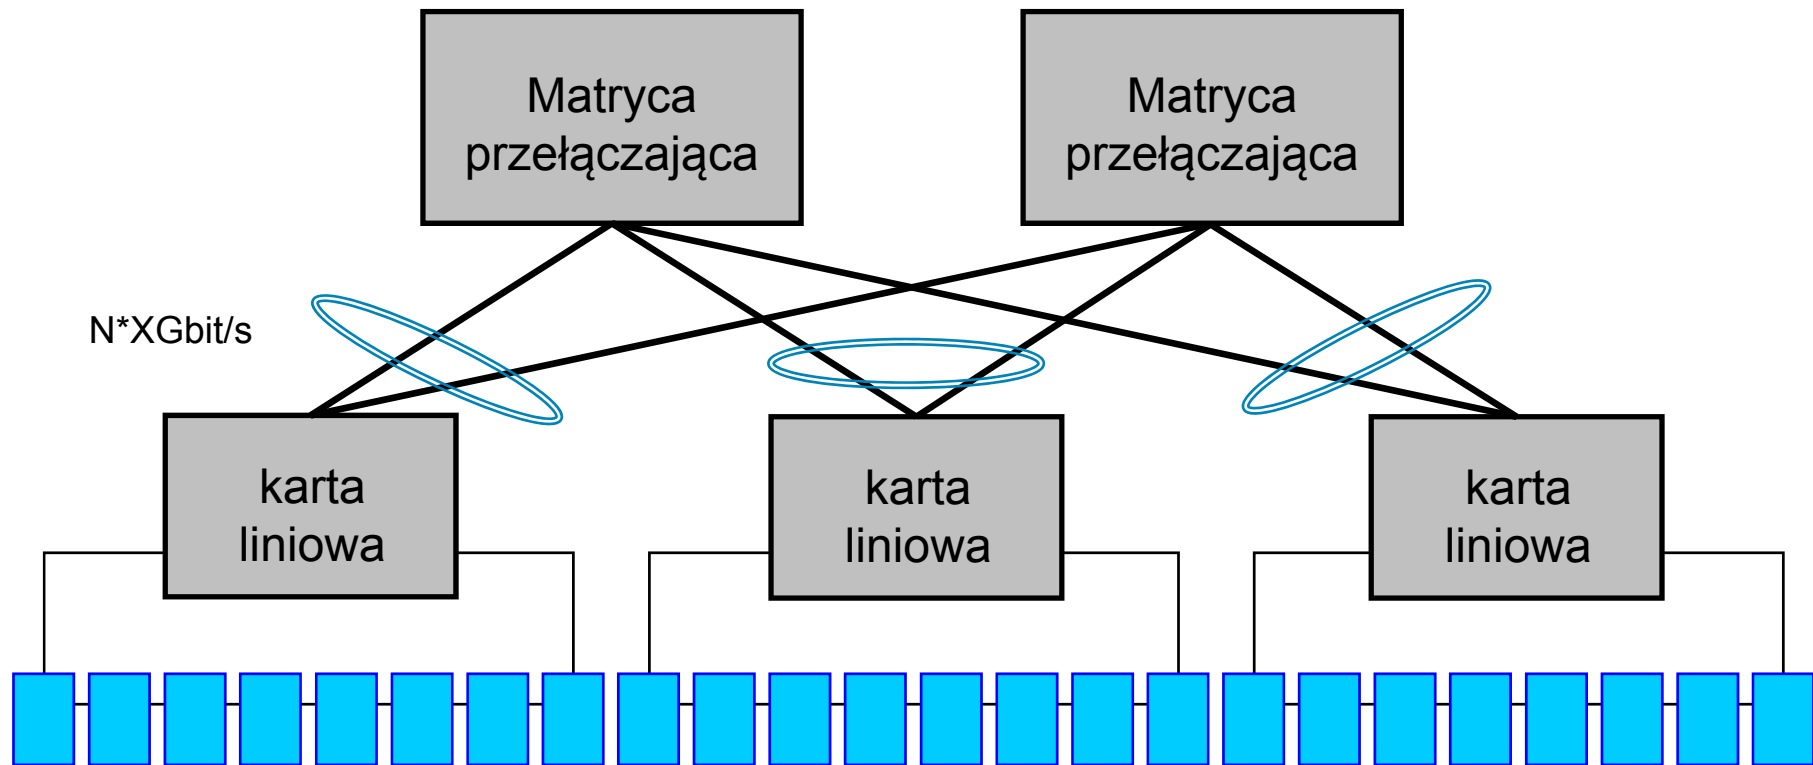 Matryca
przełączająca
Matryca
przełączająca
N*XGbit/s
karta
liniowa
karta
liniowa
karta
liniowa